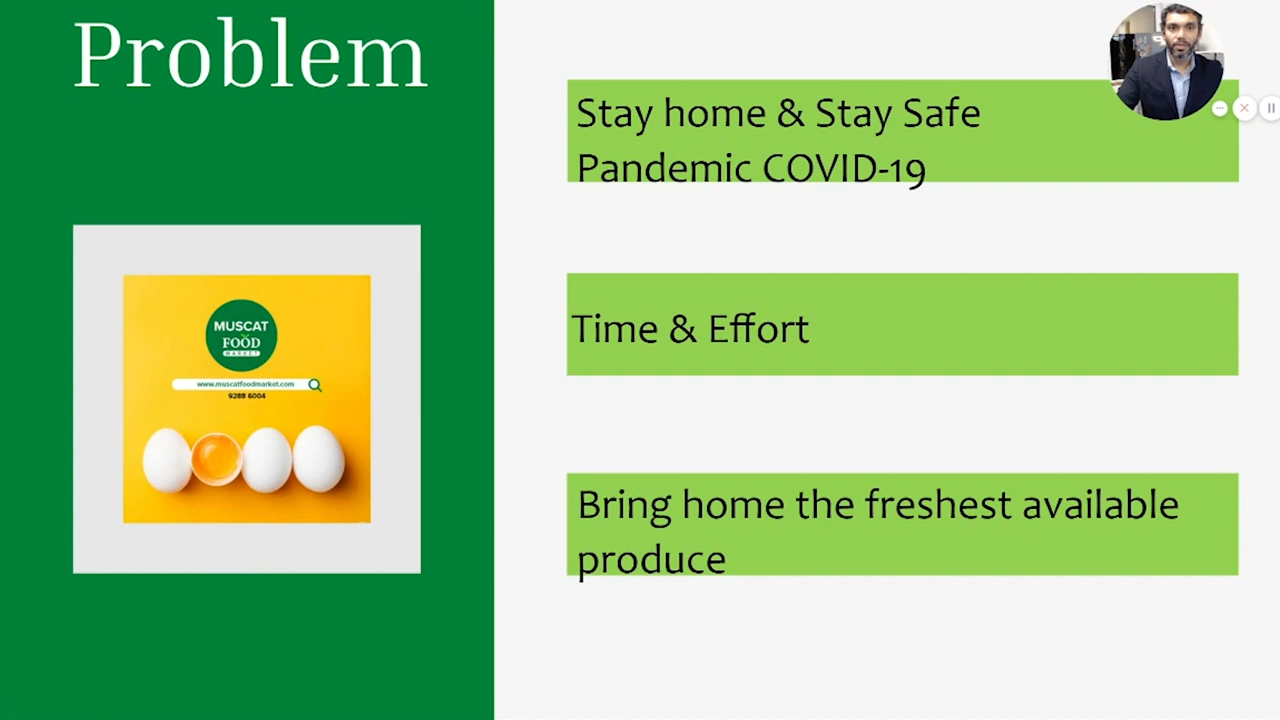 Problem
Stay home & Stay Safe
Pandemic COVID-19
MUSCAT
FOOD
MARKET
www.muscatfoodmarket.com
9288 6004
Time & Effort
Bring home the freshest available
produce